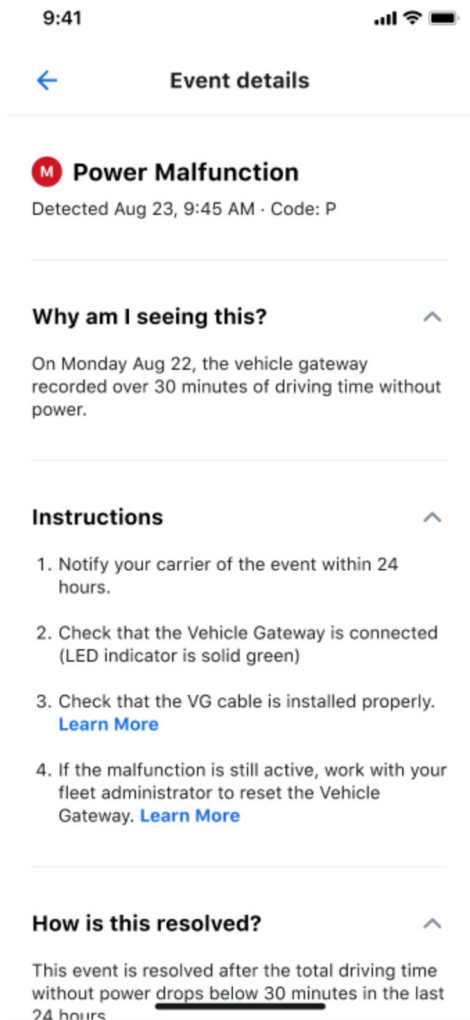 9:41
Event details
M Power Malfunction
Detected Aug 23, 9:45 AM · Code: P
Why am I seeing this?
On Monday Aug 22, the vehicle gateway
recorded over 30 minutes of driving time without
power.
Instructions
1. Notify your carrier of the event within 24
hours.
2. Check that the Vehicle Gateway is connected
(LED indicator is solid green)
3. Check that the VG cable is installed properly.
Learn More
4. If the malfunction is still active, work with your
fleet administrator to reset the Vehicle
Gateway. Learn More
How is this resolved?
This event is resolved after the total driving time
without power drops below 30 minutes in the last
24 hours